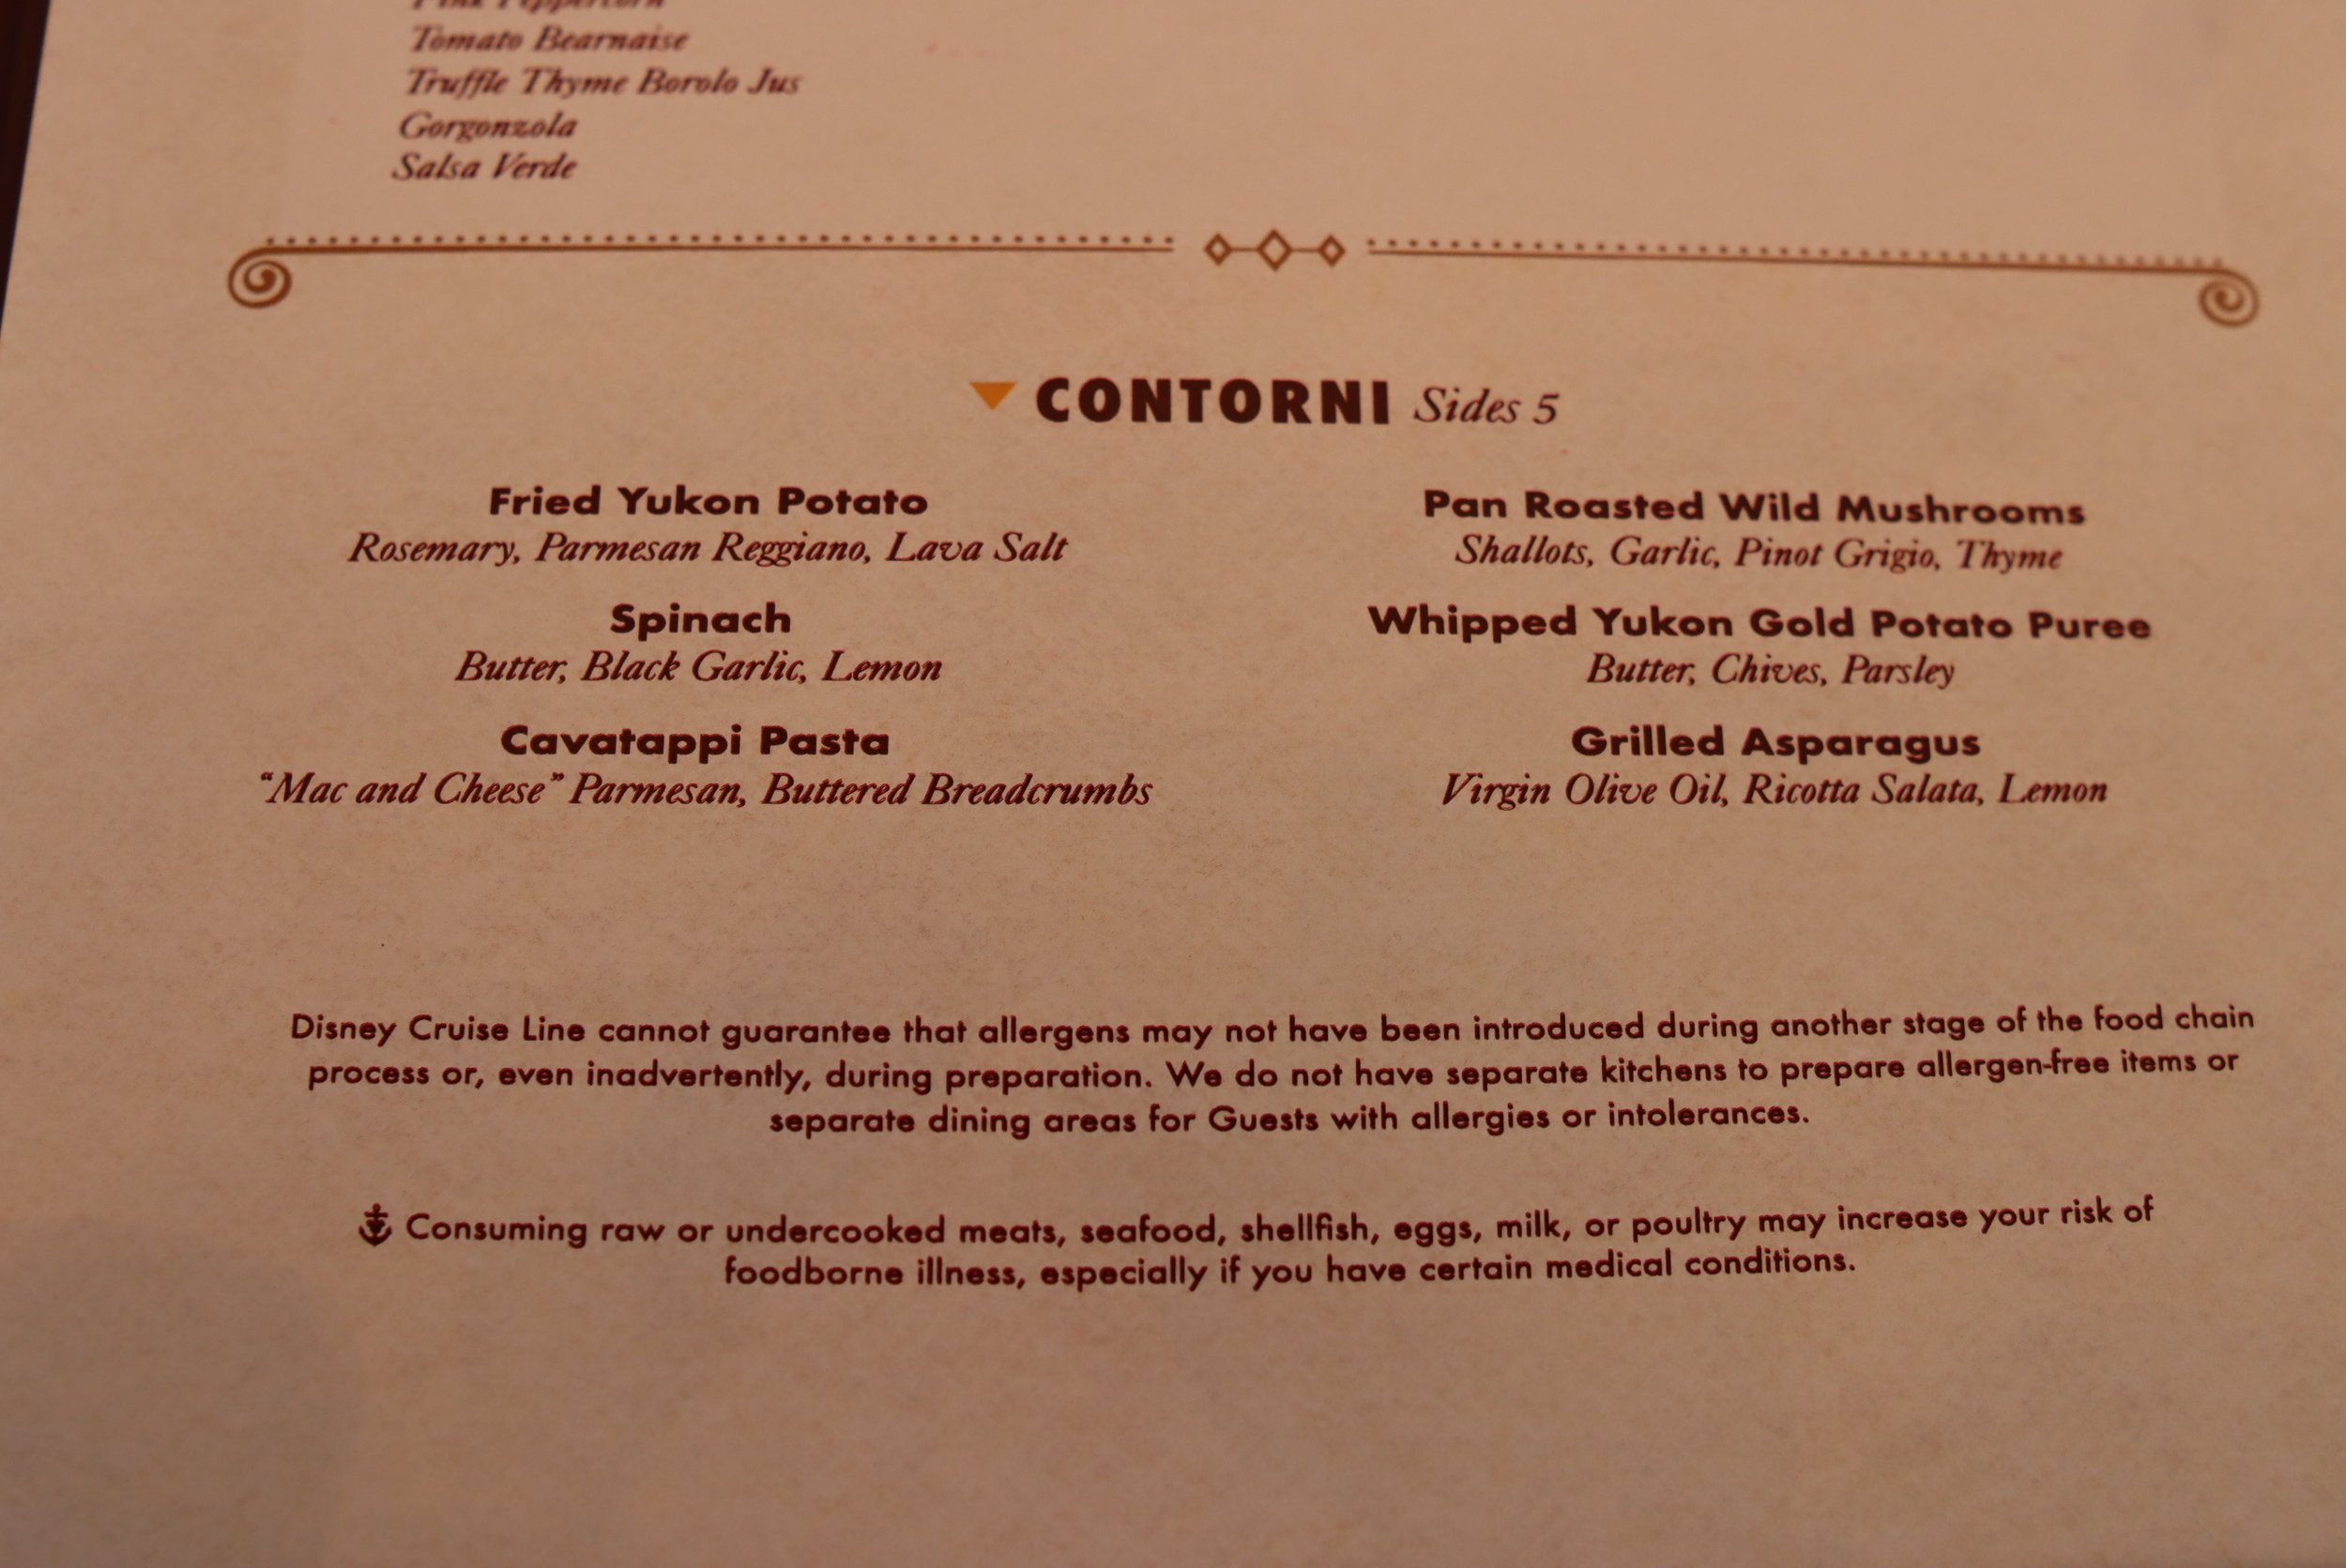 Pink Peppercorn
Tomato Bearnaise
Truffle Thyme Borolo Jus
Gorgonzola
Salsa Verde
CONTORNI Sides 5
Fried Yukon Potato
Rosemary, Parmesan Reggiano, Lava Salt
Spinach
Butter, Black Garlic, Lemon
Cavatappi Pasta
“Mac and Cheese” Parmesan, Buttered Breadcrumbs
Pan Roasted Wild Mushrooms
Shallots, Garlic, Pinot Grigio, Thyme
Whipped Yukon Gold Potato Puree
Butter, Chives, Parsley
Grilled Asparagus
Virgin Olive Oil, Ricotta Salata, Lemon
Disney Cruise Line cannot guarantee that allergens may not have been introduced during another stage of the food chain
process or, even inadvertently, during preparation. We do not have separate kitchens to prepare allergen-free items or
separate dining areas for Guests with allergies or intolerances.
Consuming raw or undercooked meats, seafood, shellfish, eggs, milk, or poultry may increase your risk of
foodborne illness, especially if you have certain medical conditions.